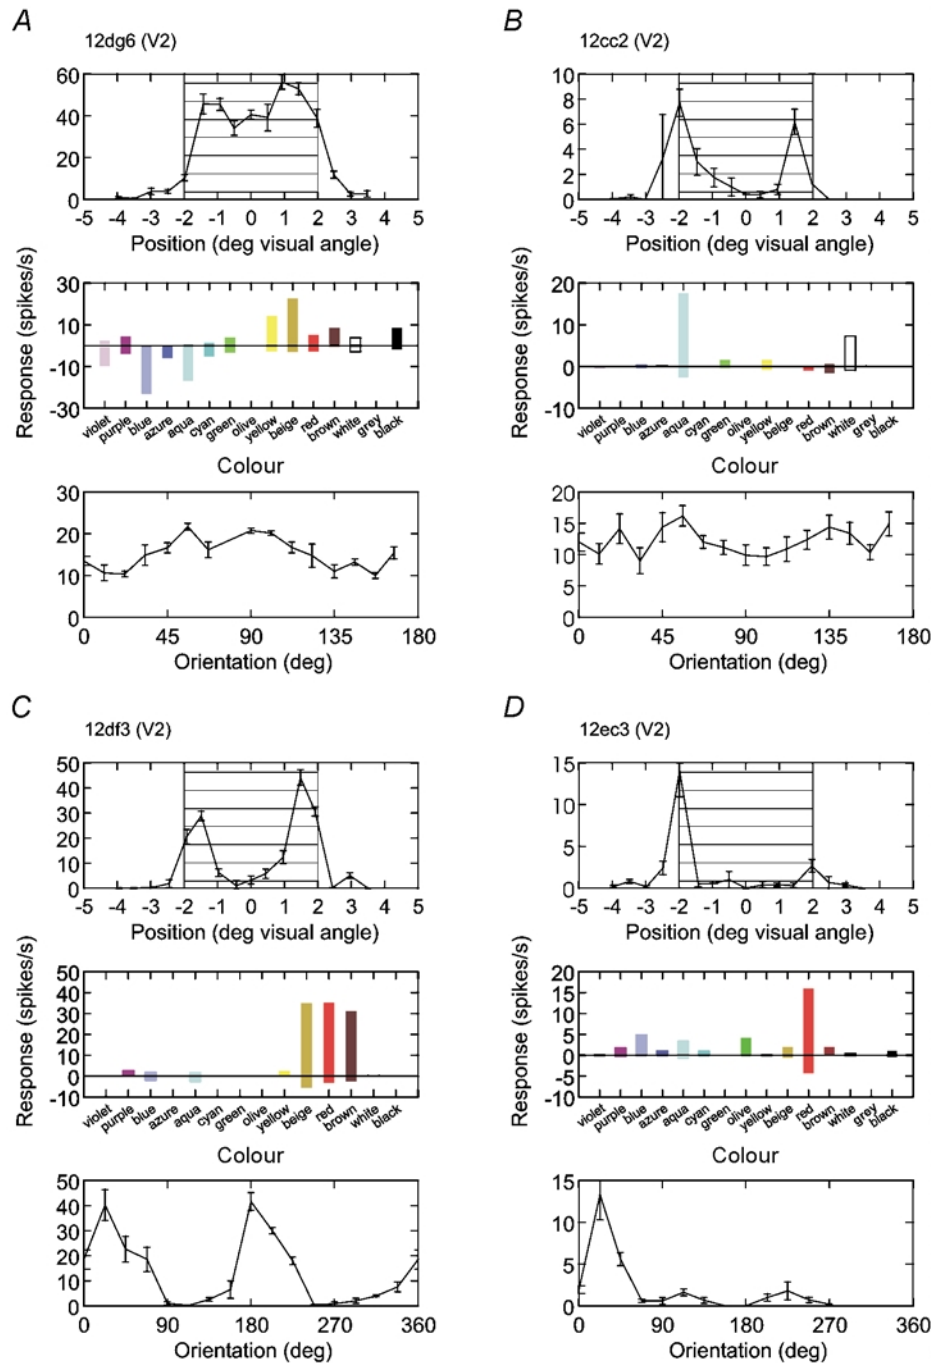 A
12dg6 (V2)
60
40
20
0
-5 -4 -3 -2 -1 0 1 2 3 4 5
Position (deg visual angle)
Response (spikes/s)
30
10
-10
-30
violet purple blue azure aqua cyan green olive yellow beige red brown white grey black
Colour
30
20
10
0
0 45 90 135 180
Orientation (deg)
B
12cc2 (V2)
10
8
6
4
2
0
-5 -4 -3 -2 -1 0 1 2 3 4 5
Position (deg visual angle)
Response (spikes/s)
20
10
0
-10
violet purple blue azure aqua cyan green olive yellow beige red brown white grey black
Colour
20
15
10
5
0
0 45 90 135 180
Orientation (deg)
C
12df3 (V2)
50
40
30
20
10
0
-5 -4 -3 -2 -1 0 1 2 3 4 5
Position (deg visual angle)
Response (spikes/s)
50
40
30
20
10
0
-10
violet purple blue azure aqua cyan green olive yellow beige red brown white black
Colour
50
40
30
20
10
0
0 90 180 270 360
Orientation (deg)
D
12ec3 (V2)
15
10
5
0
-5 -4 -3 -2 -1 0 1 2 3 4 5
Position (deg visual angle)
Response (spikes/s)
20
15
10
5
0
-5
-10
violet purple blue azure aqua cyan green olive yellow beige red brown white grey black
Colour
15
10
5
0
0 90 180 270 360
Orientation (deg)